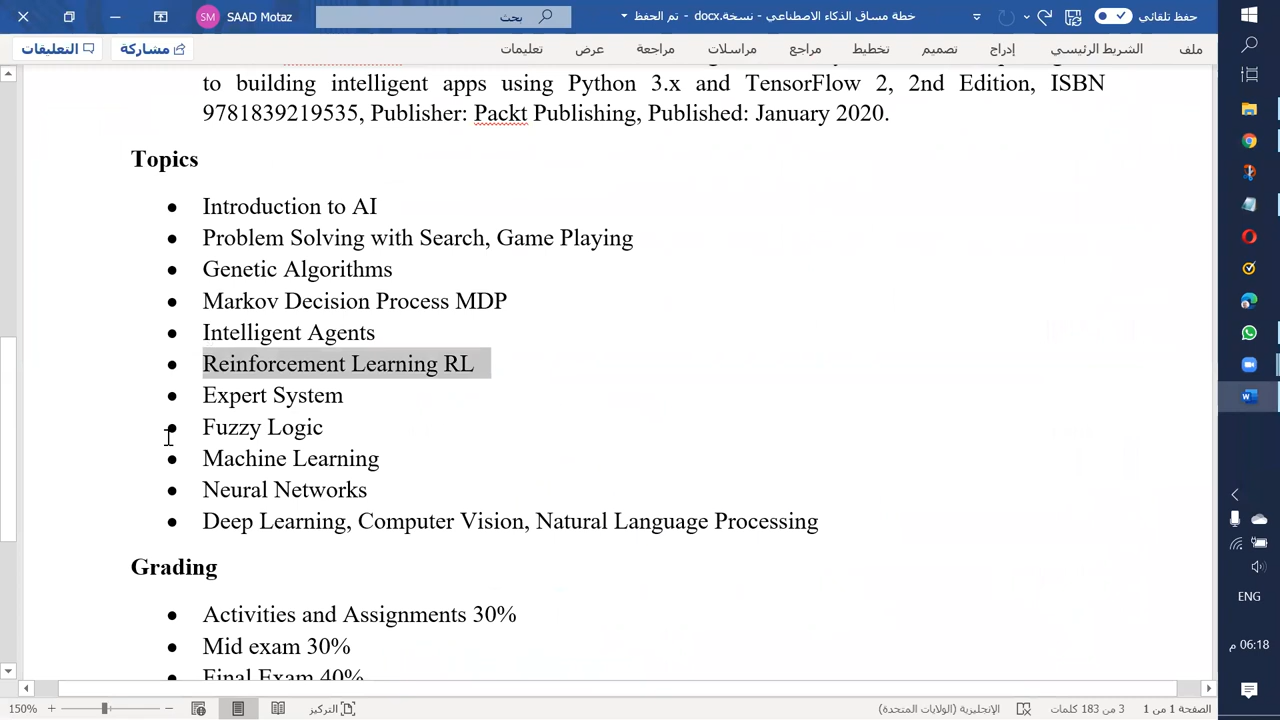 SM
SAAD Motaz
بحث
خطة مساق الذكاء الاصطناعي - نسخة.docx - تم الحفظ
حفظ تلقائي
ملف الشريط الرئيسي إدراج تصميم تخطيط مراجع مراسلات مراجعة عرض تعليمات
مشاركة
التعليقات
to building intelligent apps using Python 3.x and TensorFlow 2, 2nd Edition, ISBN
9781839219535, Publisher: Packt Publishing, Published: January 2020.
Topics
● Introduction to AI
● Problem Solving with Search, Game Playing
● Genetic Algorithms
● Markov Decision Process MDP
● Intelligent Agents
● Reinforcement Learning RL
● Expert System
● Fuzzy Logic
● Machine Learning
● Neural Networks
● Deep Learning, Computer Vision, Natural Language Processing
Grading
● Activities and Assignments 30%
● Mid exam 30%
● Final Exam 40%
ENG
06:18 م
الصفحة 1 من 1
3 من 183 كلمات
الإنجليزية (الولايات المتحدة)
التركيز
150%